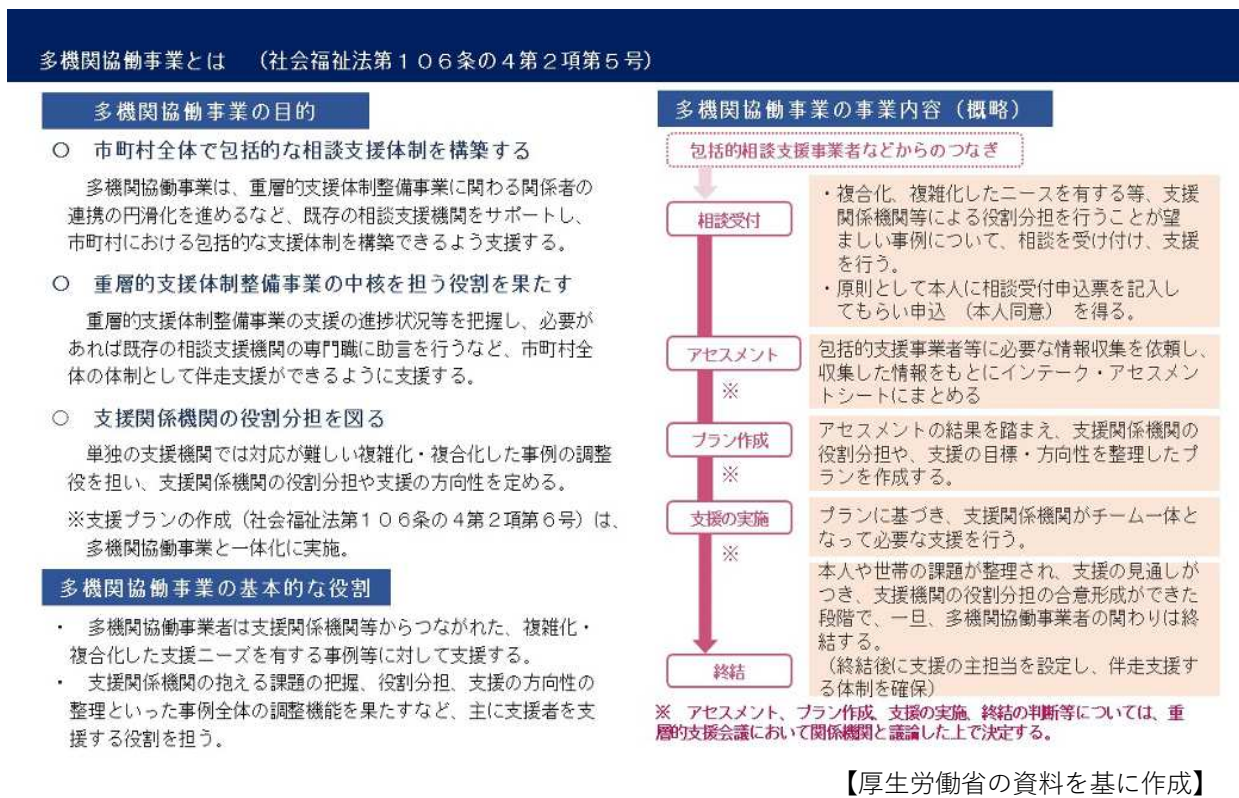 多機関協働事業とは　（社会福祉法第１０６条の４第２項第５号）
多機関協働事業の目的
○　市町村全体で包括的な相談支援体制を構築する
多機関協働事業は、重層的支援体制整備事業に関わる関係者の
連携の円滑化を進めるなど、既存の相談支援機関をサポートし、
市町村における包括的な支援体制を構築できるよう支援する。
○　重層的支援体制整備事業の中核を担う役割を果たす
重層的支援体制整備事業の支援の進捗状況等を把握し、必要が
あれば既存の相談支援機関の専門職に助言を行うなど、市町村全
体の体制として伴走支援ができるように支援する。
○　支援関係機関の役割分担を図る
単独の支援機関では対応が難しい複雑化・複合化した事例の調整
役を担い、支援関係機関の役割分担や支援の方向性を定める。
※支援プランの作成（社会福祉法第１０６条の４第２項第６号）は、
多機関協働事業と一体化に実施。
多機関協働事業の基本的な役割
・　多機関協働事業者は支援関係機関等からつながれた、複雑化・
複合化した支援ニーズを有する事例等に対して支援する。
・　支援関係機関の抱える課題の把握、役割分担、支援の方向性の
整理といった事例全体の調整機能を果たすなど、主に支援者を支
援する役割を担う。
多機関協働事業の事業内容（概略）
包括的相談支援事業者などからのつなぎ
相談受付
・複合化、複雑化したニーズを有する等、支援
関係機関等による役割分担を行うことが望
ましい事例について、相談を受け付け、支援
を行う。
・原則として本人に相談受付申込票を記入し
てもらい申込　（本人同意）　を得る。
アセスメント
※
包括的支援事業者等に必要な情報収集を依頼し、
収集した情報をもとにインテーク・アセスメン
トシートにまとめる
プラン作成
※
アセスメントの結果を踏まえ、支援関係機関の
役割分担や、支援の目標・方向性を整理したプ
ランを作成する。
支援の実施
※
プランに基づき、支援関係機関がチーム一体と
なって必要な支援を行う。
本人や世帯の課題が整理され、支援の見通しが
つき、支援機関の役割分担の合意形成ができた
段階で、一旦、多機関協働事業者の関わりは終
結する。
（終結後に支援の主担当を設定し、伴走支援す
る体制を確保）
終結
※　アセスメント、プラン作成、支援の実施、終結の判断等については、重
層的支援会議において関係機関と議論した上で決定する。
【厚生労働省の資料を基に作成】